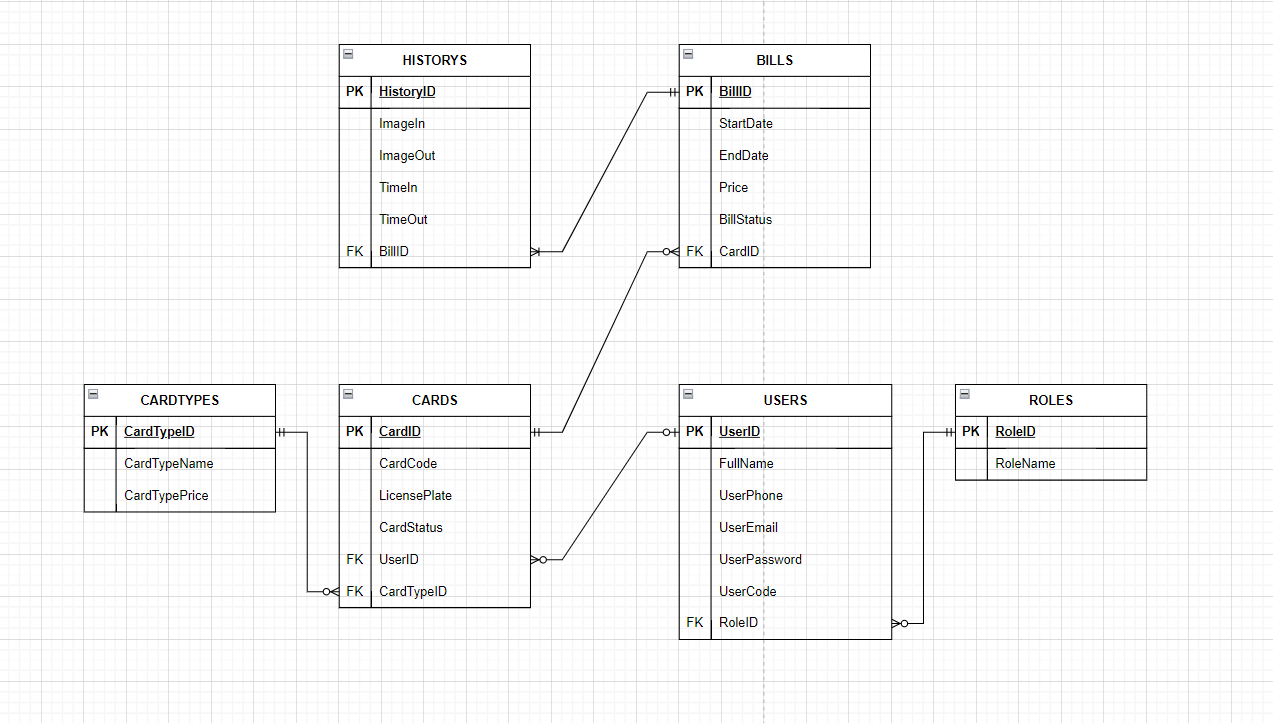 HISTORYS
PK HistoryID
ImageIn
ImageOut
TimeIn
TimeOut
FK BillID
BILLS
PK BillID
StartDate
EndDate
Price
BillStatus
FK CardID
CARDTYPES
PK CardTypeID
CardTypeName
CardTypePrice
CARDS
PK CardID
CardCode
LicensePlate
CardStatus
FK UserID
FK CardTypeID
USERS
PK UserID
FullName
UserPhone
UserEmail
UserPassword
UserCode
FK RoleID
ROLES
PK RoleID
RoleName